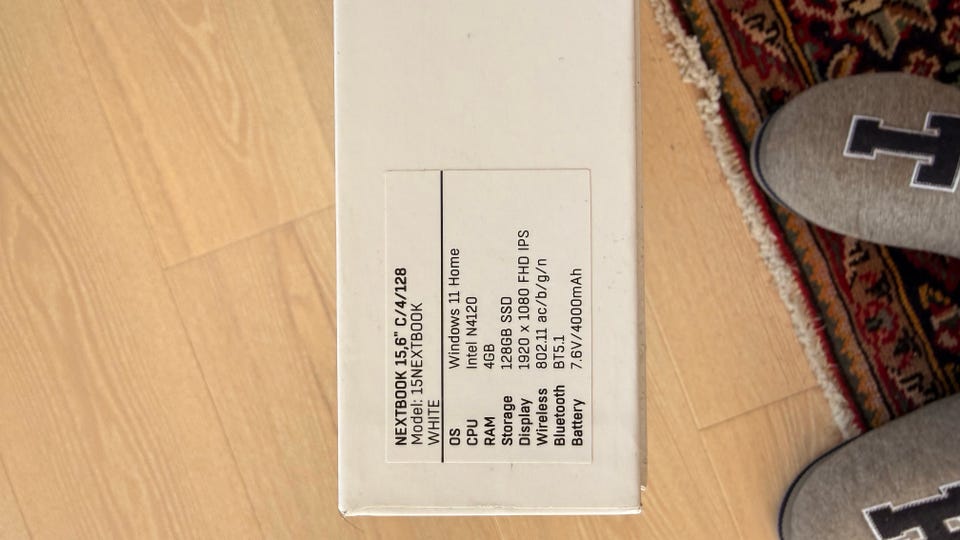 NEXTBOOK 15,6" C/4/128
Model: 15NEXTBOOK
WHITE
OS Windows 11 Home
CPU Intel N4120
RAM 4GB
Storage 128GB SSD
Display 1920 x 1080 FHD IPS
Wireless 802.11 ac/b/g/n
Bluetooth BT5.1
Battery 7.6V/4000mAh